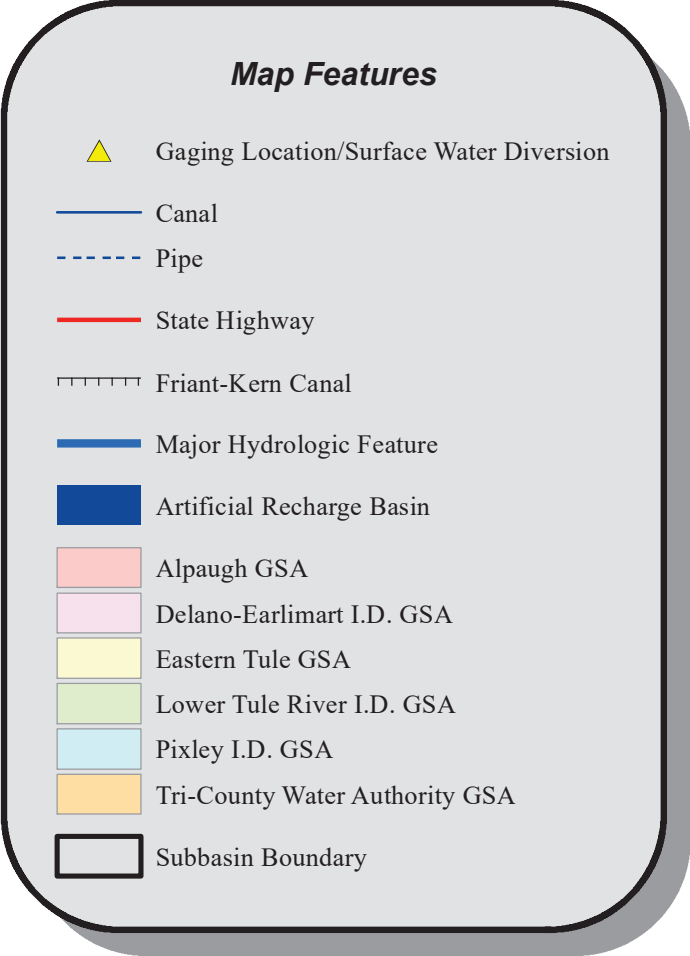 Map Features
Gaging Location/Surface Water Diversion
Canal
Pipe
State Highway
Friant-Kern Canal
Major Hydrologic Feature
Artificial Recharge Basin
Alpaugh GSA
Delano-Earlimart I.D. GSA
Eastern Tule GSA
Lower Tule River I.D. GSA
Pixley I.D. GSA
Tri-County Water Authority GSA
Subbasin Boundary